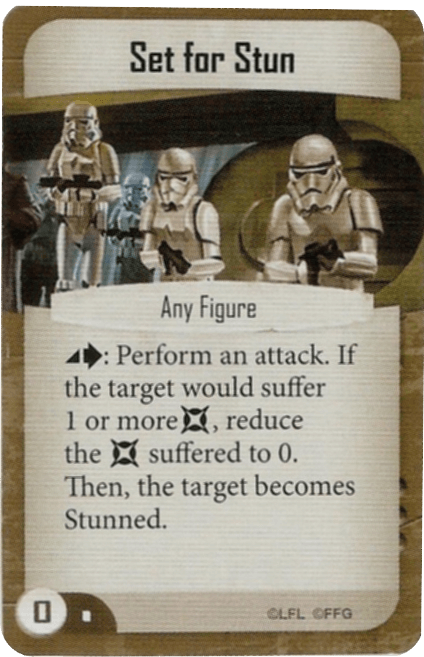 Set for Stun
Any Figure
: Perform an attack. If
the target would suffer
1 or more , reduce
the suffered to 0.
Then, the target becomes
Stunned.
0
©LFL ©FFG